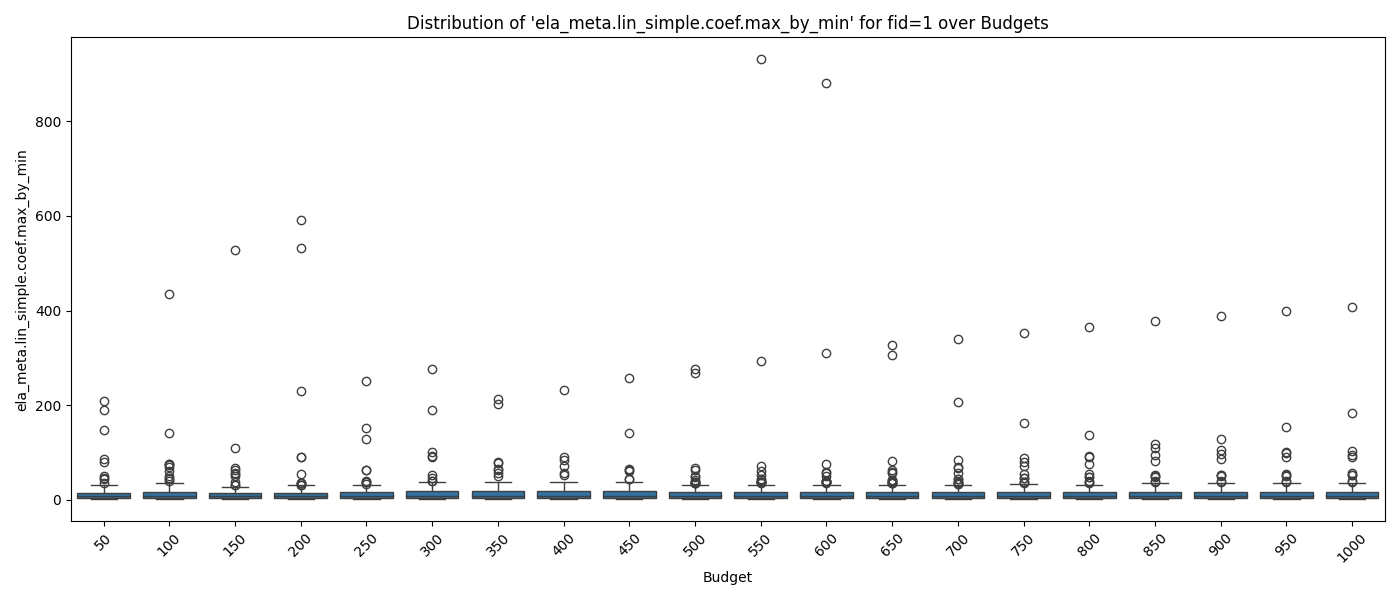 Distribution of 'ela_meta.lin_simple.coef.max_by_min' for fid=1 over Budgets
ela_meta.lin_simple.coef.max_by_min
800
600
400
200
0
50 100 150 200 250 300 350 400 450 500 550 600 650 700 750 800 850 900 950 1000
Budget